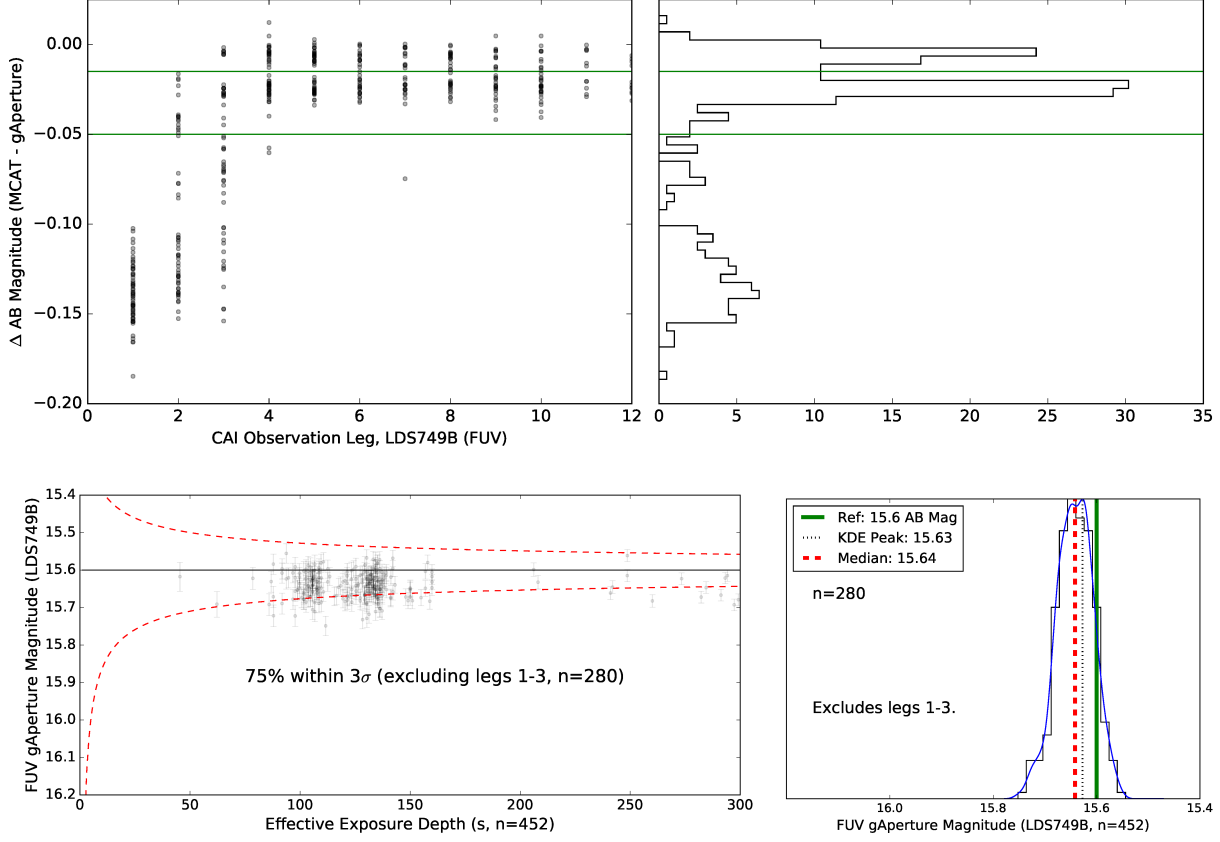 Δ AB Magnitude (MCAT - gAperture)
0.00
−0.05
−0.10
−0.15
−0.20
0 2 4 6 8 10 12
CAI Observation Leg, LDS749B (FUV)
0 5 10 15 20 25 30 35
FUV gAperture Magnitude (LDS749B)
15.4
15.5
15.6
15.7
15.8
15.9
16.0
16.1
16.2
75% within 3σ (excluding legs 1-3, n=280)
0 50 100 150 200 250 300
Effective Exposure Depth (s, n=452)
Ref: 15.6 AB Mag
KDE Peak: 15.63
Median: 15.64
n=280
Excludes legs 1-3.
16.0 15.8 15.6 15.4
FUV gAperture Magnitude (LDS749B, n=452)